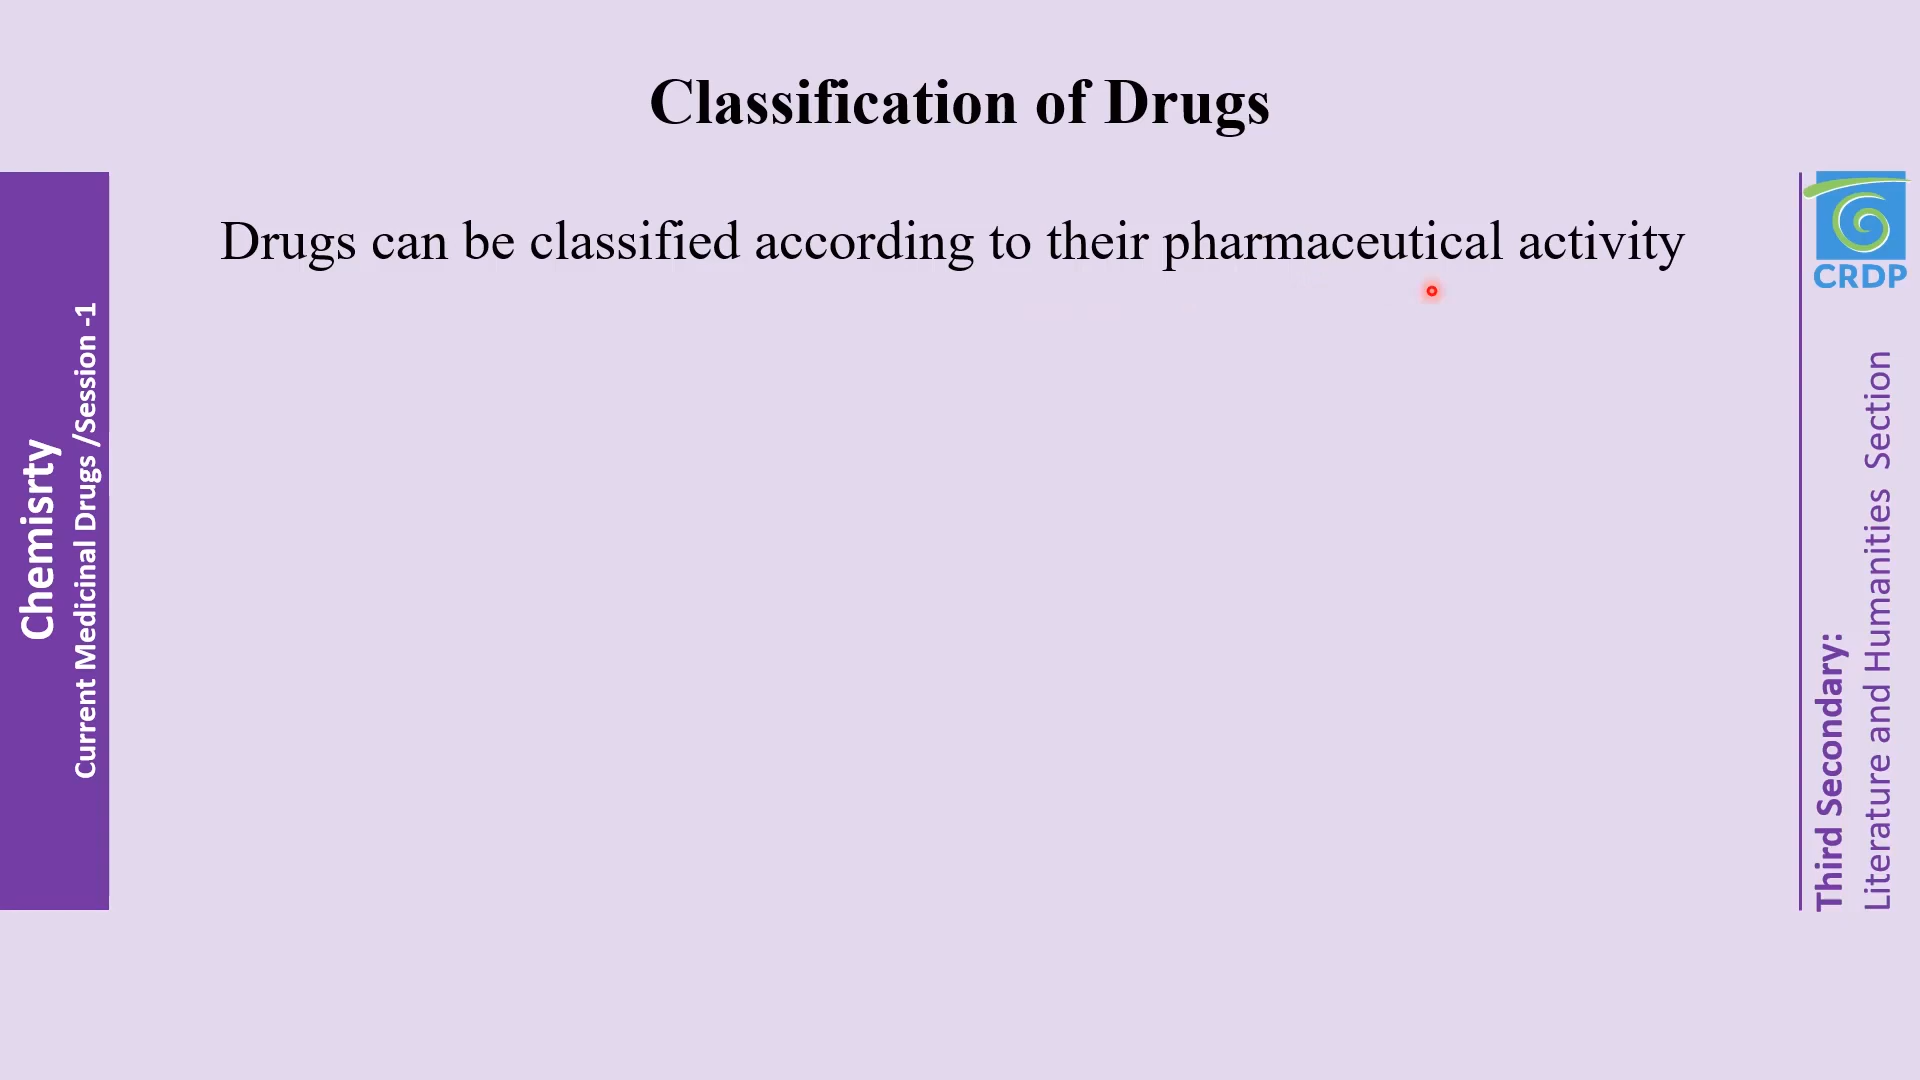 Classification of Drugs
Drugs can be classified according to their pharmaceutical activity
Chemisrty
Current Medicinal Drugs /Session -1
CRDP
Third Secondary:
Literature and Humanities Section